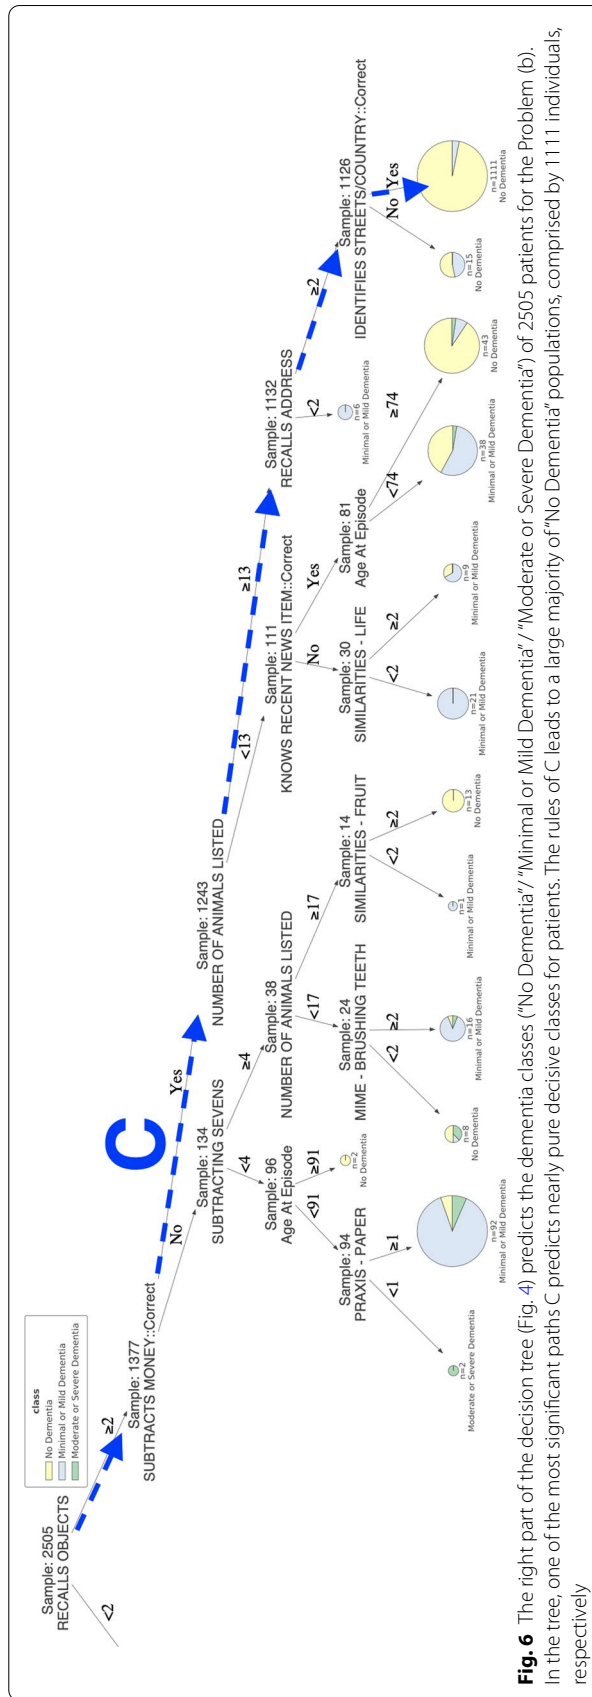 class
No Dementia
Minimal or Mild Dementia
Moderate or Severe Dementia
Sample: 2505
RECALLS OBJECTS
<2
≥2
Sample: 1377
SUBTRACTS MONEY::Correct
C
No
Yes
Sample: 134
SUBTRACTING SEVENS
<4
≥4
Sample: 1243
NUMBER OF ANIMALS LISTED
<13
≥13
Sample: 96
Age At Episode
<91
≥91
Sample: 38
NUMBER OF ANIMALS LISTED
<17
≥17
Sample: 111
KNOWS RECENT NEWS ITEM::Correct
No
Yes
Sample: 1132
RECALLS ADDRESS
<2
≥2
Sample: 94
PRAXIS - PAPER
<1
≥1
n=2
No Dementia
Sample: 24
MIME - BRUSHING TEETH
<2
≥2
Sample: 14
SIMILARITIES - FRUIT
<2
≥2
Sample: 30
SIMILARITIES - LIFE
<2
≥2
Sample: 81
Age At Episode
<74
≥74
n=6
Minimal or Mild Dementia
Sample: 1126
IDENTIFIES STREETS/COUNTRY::Correct
No
Yes
n=2
Moderate or Severe Dementia
n=92
Minimal or Mild Dementia
n=8
No Dementia
n=16
Minimal or Mild Dementia
n=1
Minimal or Mild Dementia
n=13
No Dementia
n=21
Minimal or Mild Dementia
n=9
Minimal or Mild Dementia
n=38
Minimal or Mild Dementia
n=43
No Dementia
n=15
No Dementia
n=1111
No Dementia
Fig. 6 The right part of the decision tree (Fig. 4) predicts the dementia classes (“No Dementia”/ “Minimal or Mild Dementia”/ “Moderate or Severe Dementia”) of 2505 patients for the Problem (b).
In the tree, one of the most significant paths C predicts nearly pure decisive classes for patients. The rules of C leads to a large majority of “No Dementia” populations, comprised by 1111 individuals,
respectively